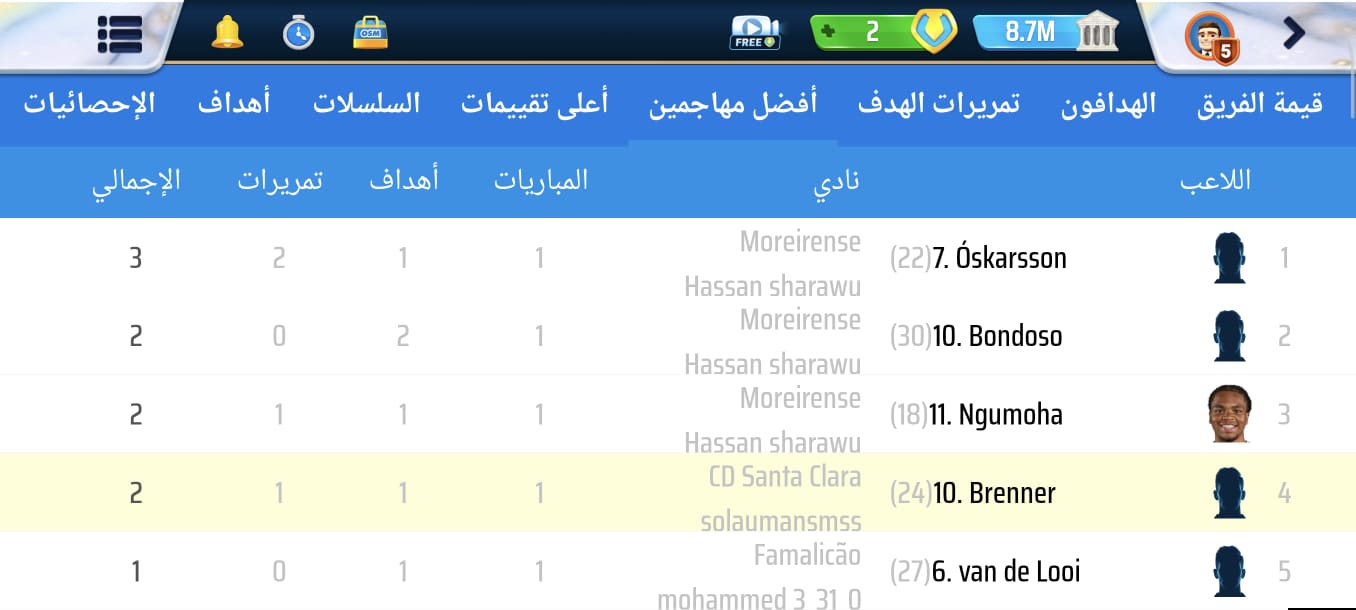 OSM
FREE
2
8.7M
5
قيمة الفريق الهدافون تمريرات الهدف أفضل مهاجمين أعلى تقييمات السلسلات أهداف الإحصائيات
اللاعب نادي المباريات أهداف تمريرات الإجمالي
1 7. Óskarsson (22) Moreirense 1 1 2 3
Hassan sharawu
2 10. Bondoso (30) Moreirense 1 2 0 2
Hassan sharawu
3 11. Ngumoha (18) Moreirense 1 1 1 2
Hassan sharawu
4 10. Brenner (24) CD Santa Clara 1 1 1 2
solaumansmss
5 6. van de Looi (27) Famalicão 1 1 0 1
mohammed 3 31 0